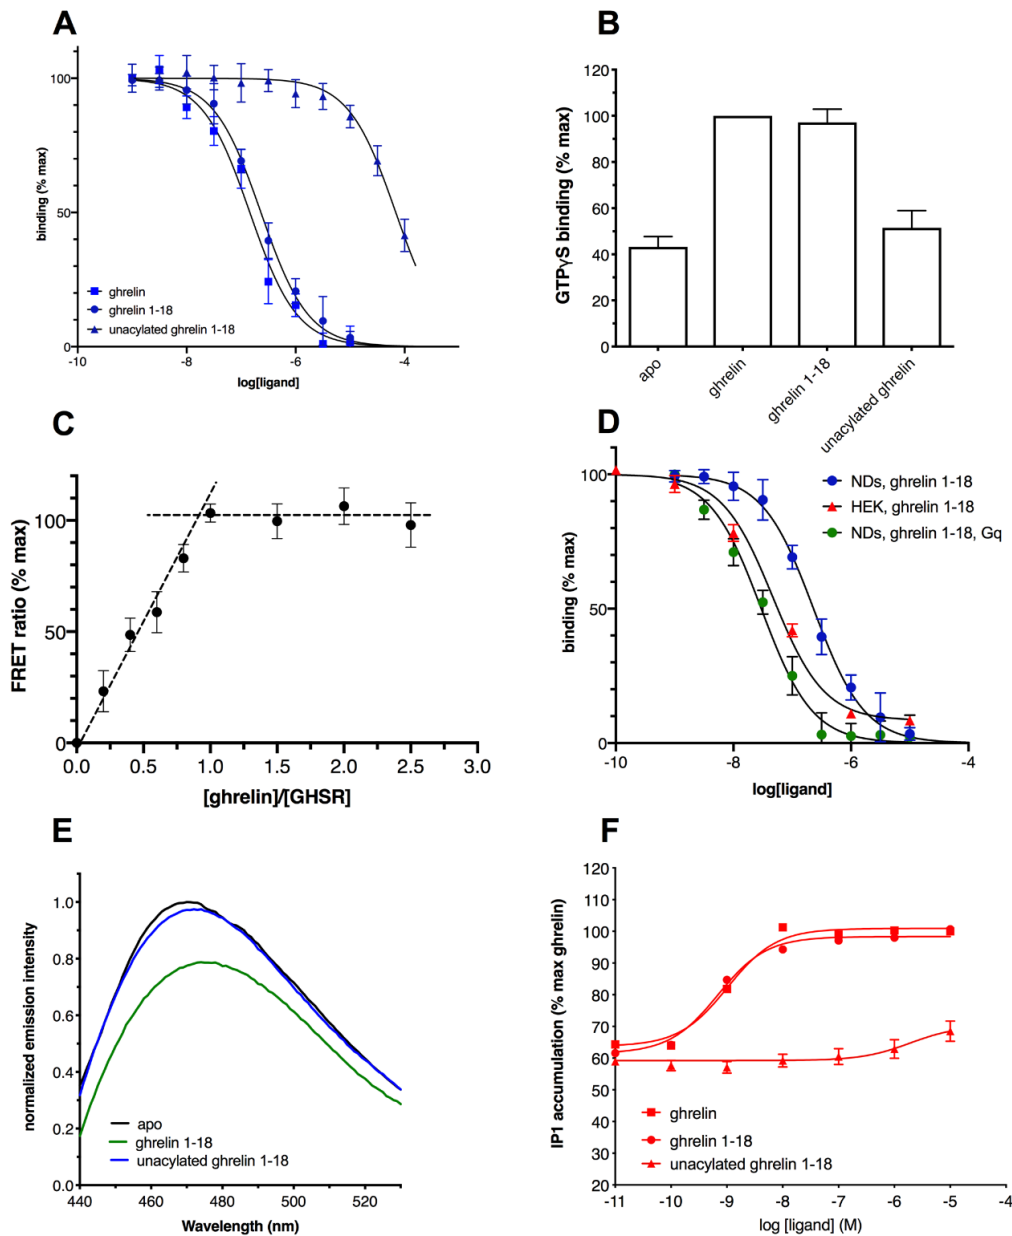 A
binding (% max)
100
50
0
ghrelin
ghrelin 1-18
unacylated ghrelin 1-18
-10 -8 -6 -4
log[ligand]
B
GTPγS binding (% max)
120
100
80
60
40
20
0
apo
ghrelin
ghrelin 1-18
unacylated ghrelin
C
FRET ratio (% max)
100
50
0
0.0 0.5 1.0 1.5 2.0 2.5 3.0
[ghrelin]/[GHSR]
D
binding (% max)
100
50
0
NDs, ghrelin 1-18
HEK, ghrelin 1-18
NDs, ghrelin 1-18, Gq
-10 -8 -6 -4
log[ligand]
E
normalized emission intensity
1.0
0.8
0.6
0.4
0.2
0.0
apo
ghrelin 1-18
unacylated ghrelin 1-18
440 460 480 500 520
Wavelength (nm)
F
IP1 accumulation (% max ghrelin)
120
110
100
90
80
70
60
50
40
30
20
ghrelin
ghrelin 1-18
unacylated ghrelin 1-18
-11 -10 -9 -8 -7 -6 -5 -4
log [ligand] (M)